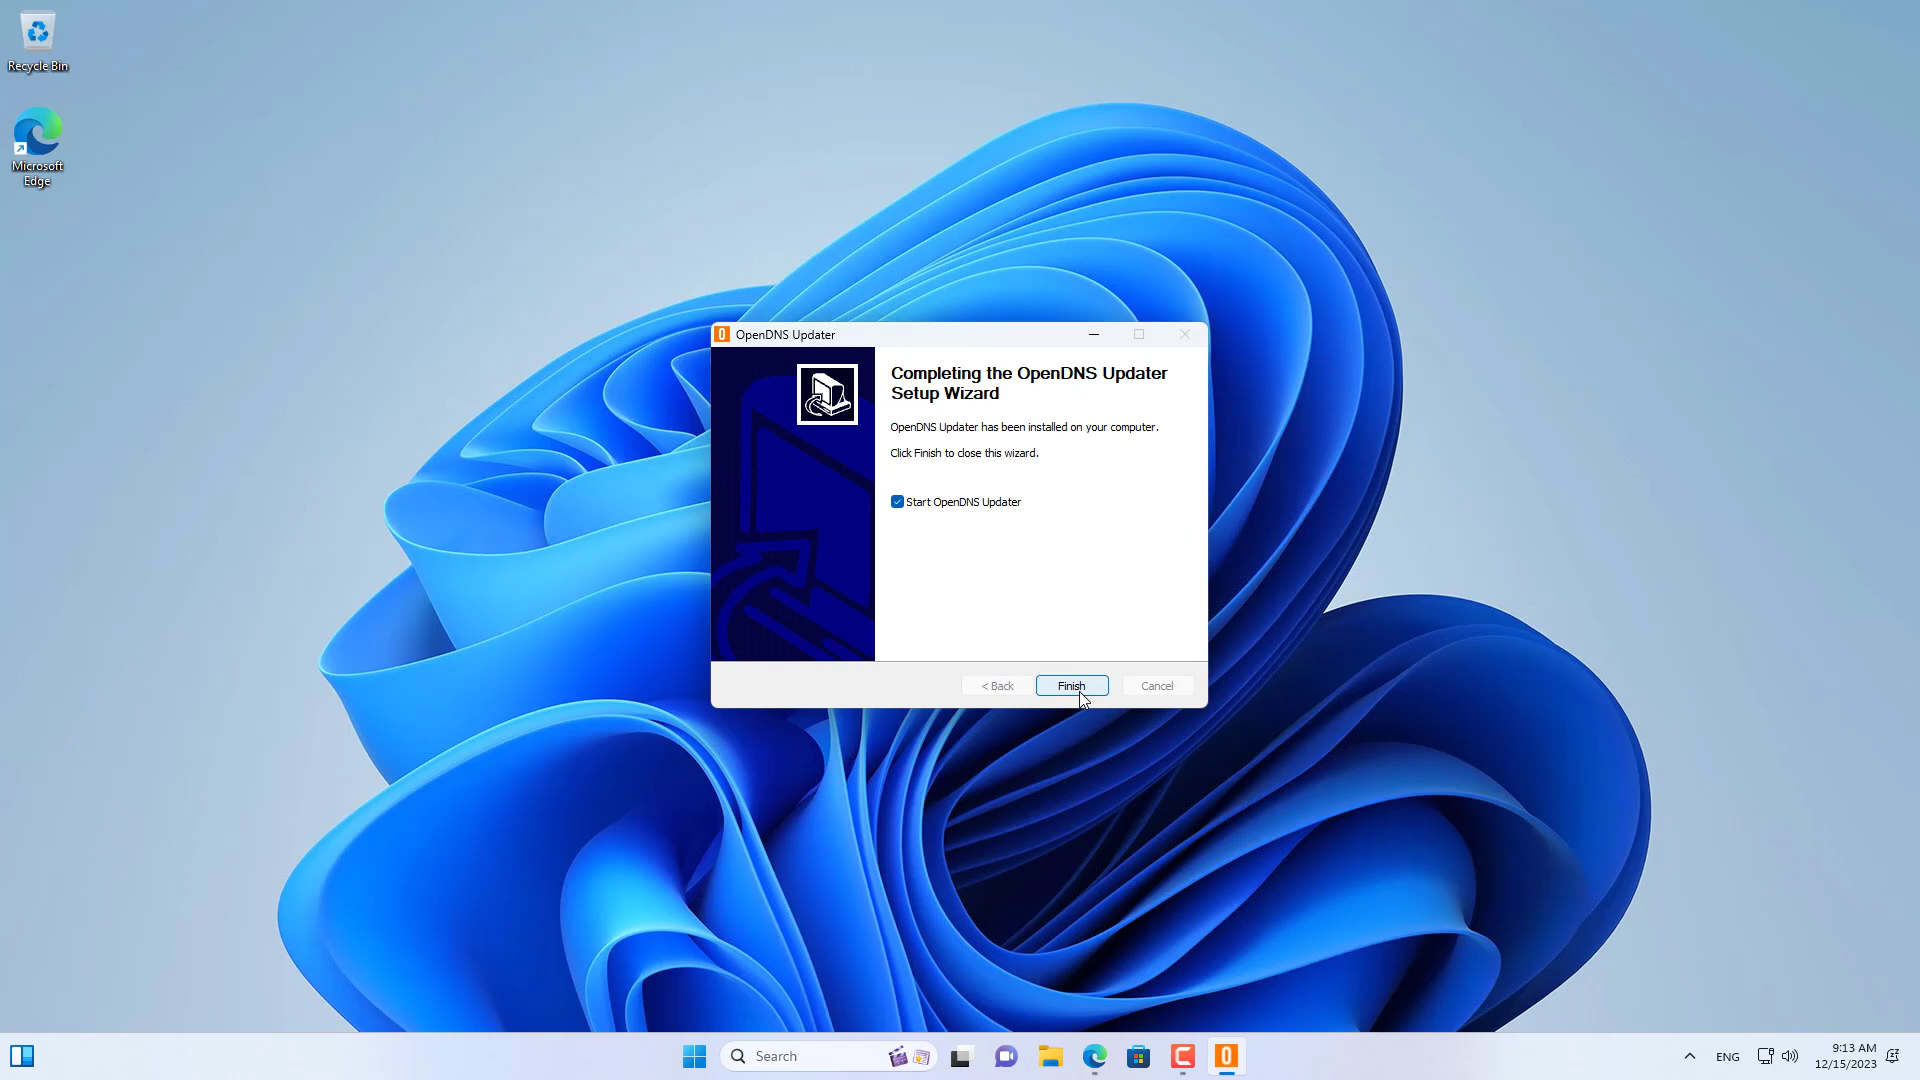 Recycle Bin
Microsoft
Edge
OpenDNS Updater
Completing the OpenDNS Updater
Setup Wizard
OpenDNS Updater has been installed on your computer.
Click Finish to close this wizard.
Start OpenDNS Updater
< Back
Finish
Cancel
Search
ENG
9:13 AM
12/15/2023